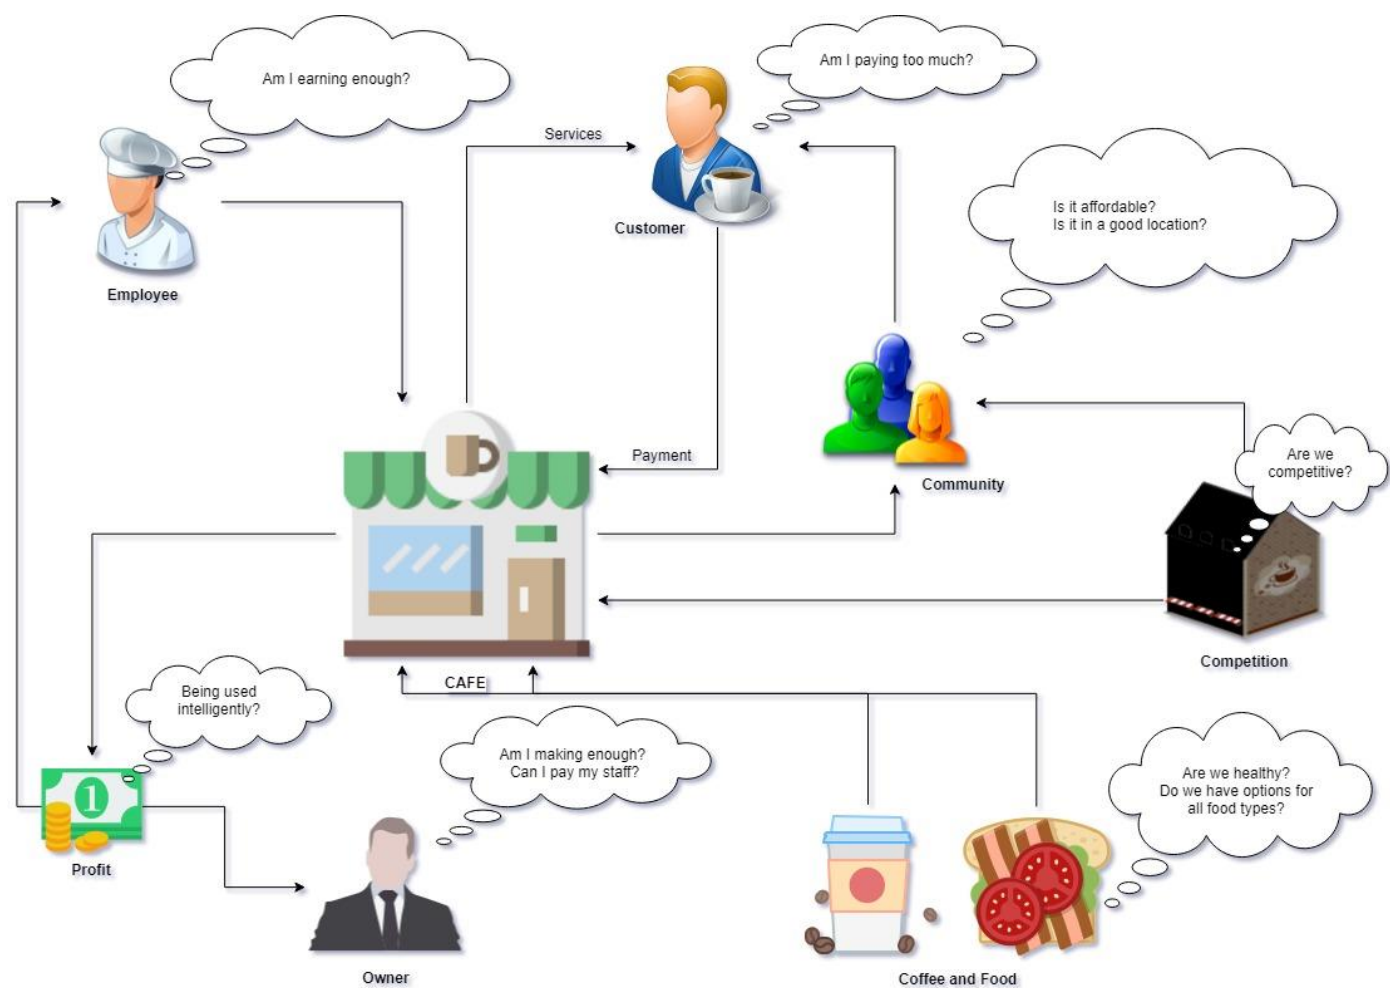 Am I earning enough?
Am I paying too much?
Services
Is it affordable?
Is it in a good location?
Customer
Employee
Payment
Are we
competitive?
Community
Competition
CAFE
Being used
intelligently?
Am I making enough?
Can I pay my staff?
Are we healthy?
Do we have options for
all food types?
1
Profit
Owner
Coffee and Food